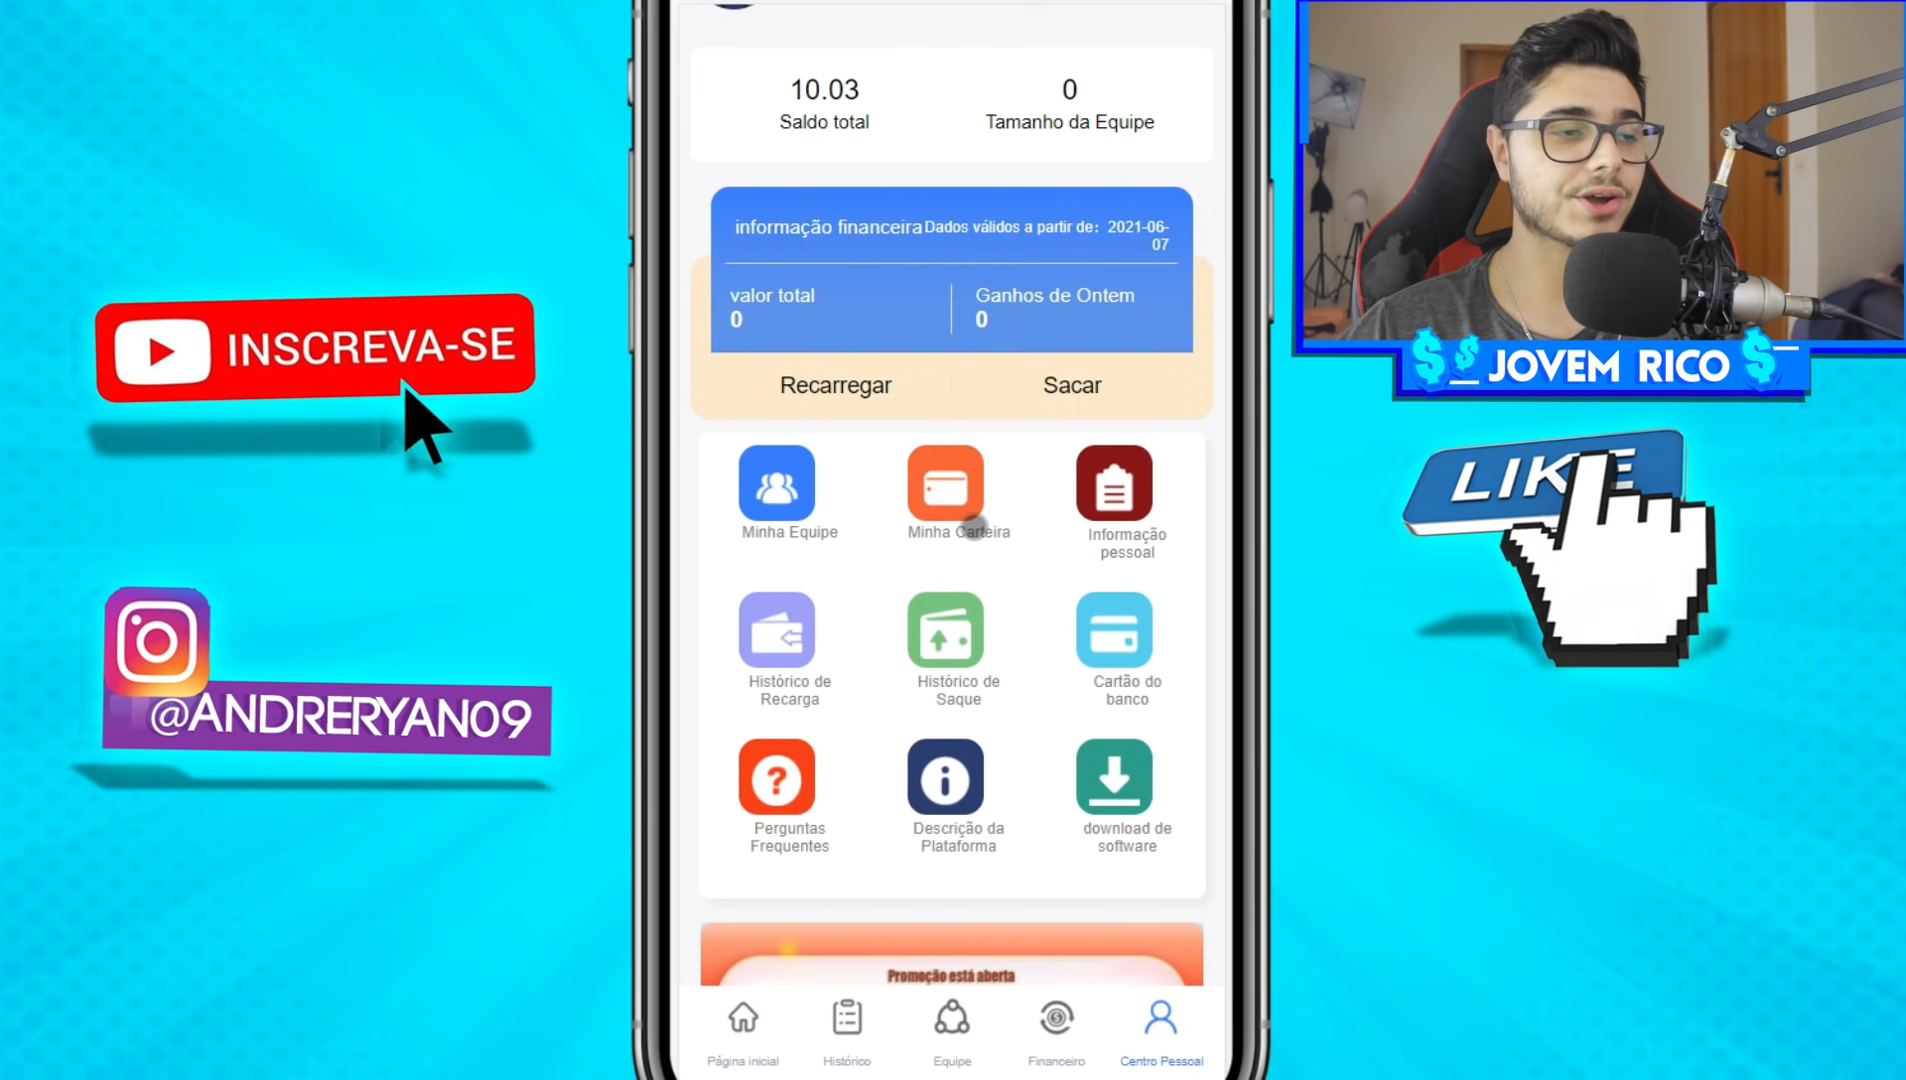 10.03
Saldo total
0
Tamanho da Equipe
informação financeira
Dados válidos a partir de: 2021-06-
07
valor total
0
Ganhos de Ontem
0
Recarregar
Sacar
Minha Equipe
Minha Carteira
Informação
pessoal
Histórico de
Recarga
Histórico de
Saque
Cartão do
banco
Perguntas
Frequentes
Descrição da
Plataforma
download de
software
Promoção está aberta
Página inicial
Histórico
Equipe
Financeiro
Centro Pessoal
INSCREVA-SE
@ANDRERYAN09
$ $ JOVEM RICO $
LIKE